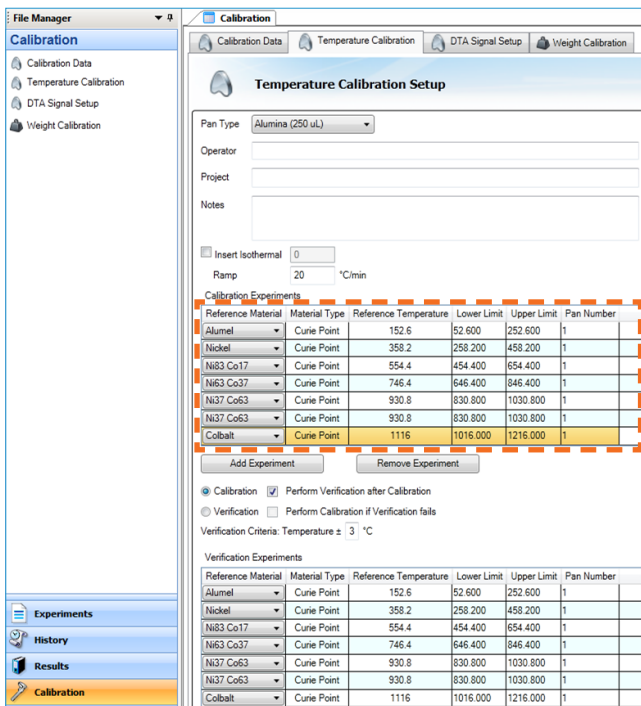 File Manager
Calibration
Calibration Data
Temperature Calibration
DTA Signal Setup
Weight Calibration
Experiments
History
Results
Calibration
Calibration
Calibration Data Temperature Calibration DTA Signal Setup Weight Calibration
Temperature Calibration Setup
Pan Type Alumina (250 uL)
Operator
Project
Notes
Insert Isothermal 0
Ramp 20 °C/min
Calibration Experiments
Reference Material Material Type Reference Temperature Lower Limit Upper Limit Pan Number
Alumel Curie Point 152.6 52.600 252.600 1
Nickel Curie Point 358.2 258.200 458.200 1
Ni83 Co17 Curie Point 554.4 454.400 654.400 1
Ni63 Co37 Curie Point 746.4 646.400 846.400 1
Ni37 Co63 Curie Point 930.8 830.800 1030.800 1
Ni37 Co63 Curie Point 930.8 830.800 1030.800 1
Colbalt Curie Point 1116 1016.000 1216.000 1
Add Experiment Remove Experiment
Calibration Perform Verification after Calibration
Verification Perform Calibration if Verification fails
Verification Criteria: Temperature ± 3 °C
Verification Experiments
Reference Material Material Type Reference Temperature Lower Limit Upper Limit Pan Number
Alumel Curie Point 152.6 52.600 252.600 1
Nickel Curie Point 358.2 258.200 458.200 1
Ni83 Co17 Curie Point 554.4 454.400 654.400 1
Ni63 Co37 Curie Point 746.4 646.400 846.400 1
Ni37 Co63 Curie Point 930.8 830.800 1030.800 1
Ni37 Co63 Curie Point 930.8 830.800 1030.800 1
Colbalt Curie Point 1116 1016.000 1216.000 1